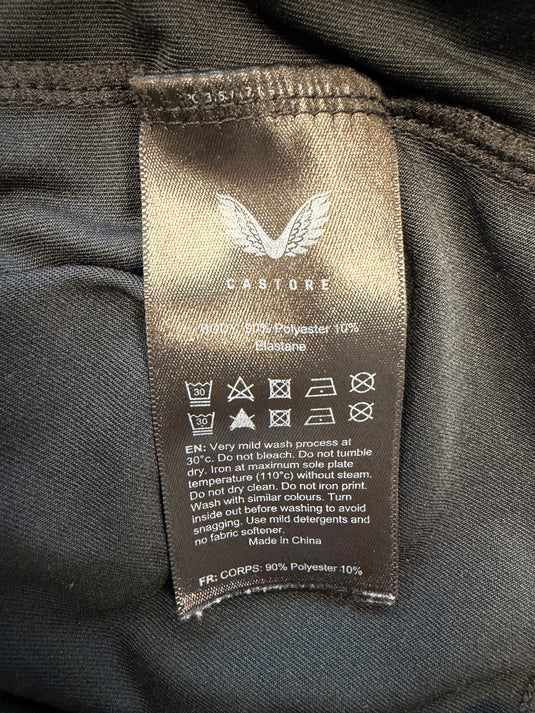 CASTORE
BODY: 90% Polyester 10%
Elastane
30
30
EN: Very mild wash process at
30°c. Do not bleach. Do not tumble
dry. Iron at maximum sole plate
temperature (110°c) without steam.
Do not dry clean. Do not iron print.
Wash with similar colours. Turn
inside out before washing to avoid
snagging. Use mild detergents and
no fabric softener.
Made in China
FR: CORPS: 90% Polyester 10%